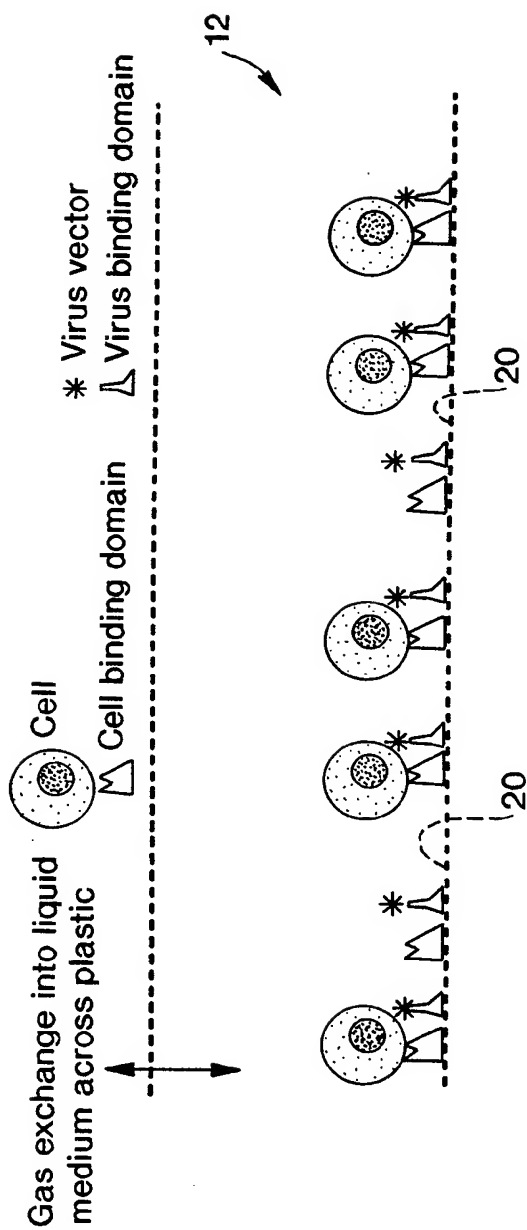 Gas exchange into liquid
medium across plastic
Cell
Cell binding domain
Virus vector
Virus binding domain
12
20
20